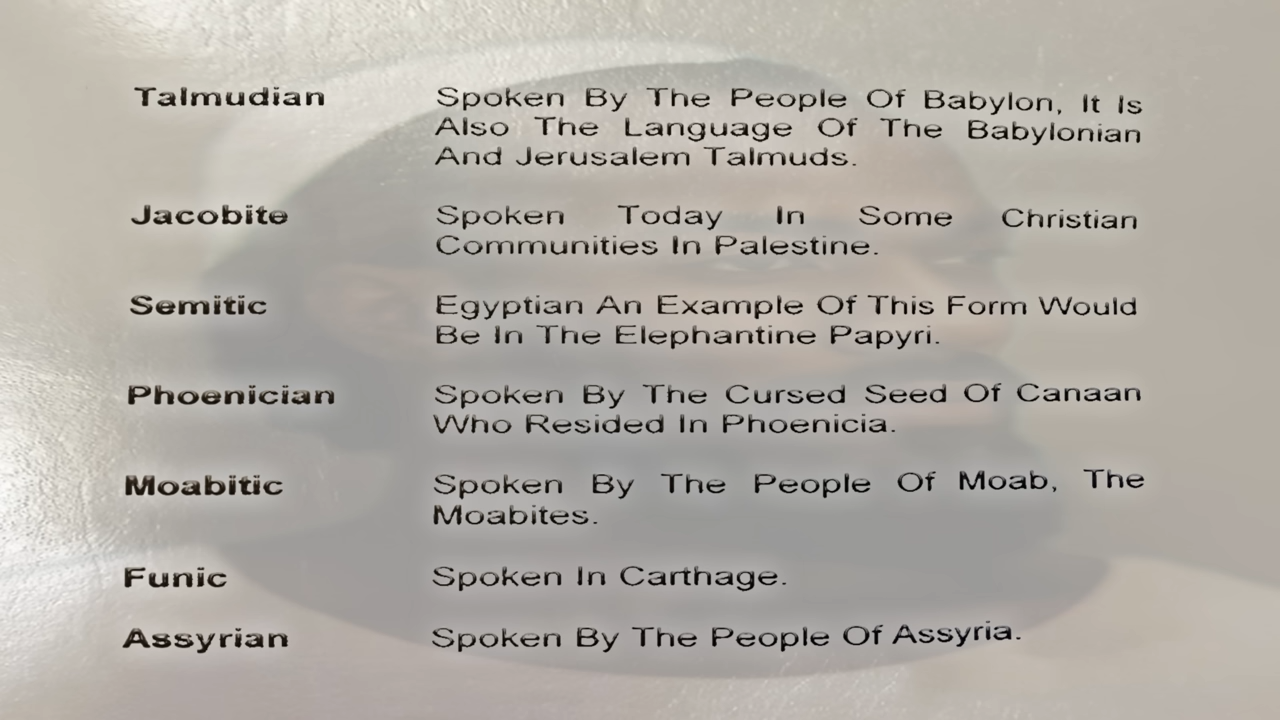 Talmudian Spoken By The People Of Babylon, It Is
Also The Language Of The Babylonian
And Jerusalem Talmuds.
Jacobite Spoken Today In Some Christian
Communities In Palestine.
Semitic Egyptian An Example Of This Form Would
Be In The Elephantine Papyri.
Phoenician Spoken By The Cursed Seed Of Canaan
Who Resided In Phoenicia.
Moabitic Spoken By The People Of Moab, The
Moabites.
Funic Spoken In Carthage.
Assyrian Spoken By The People Of Assyria.